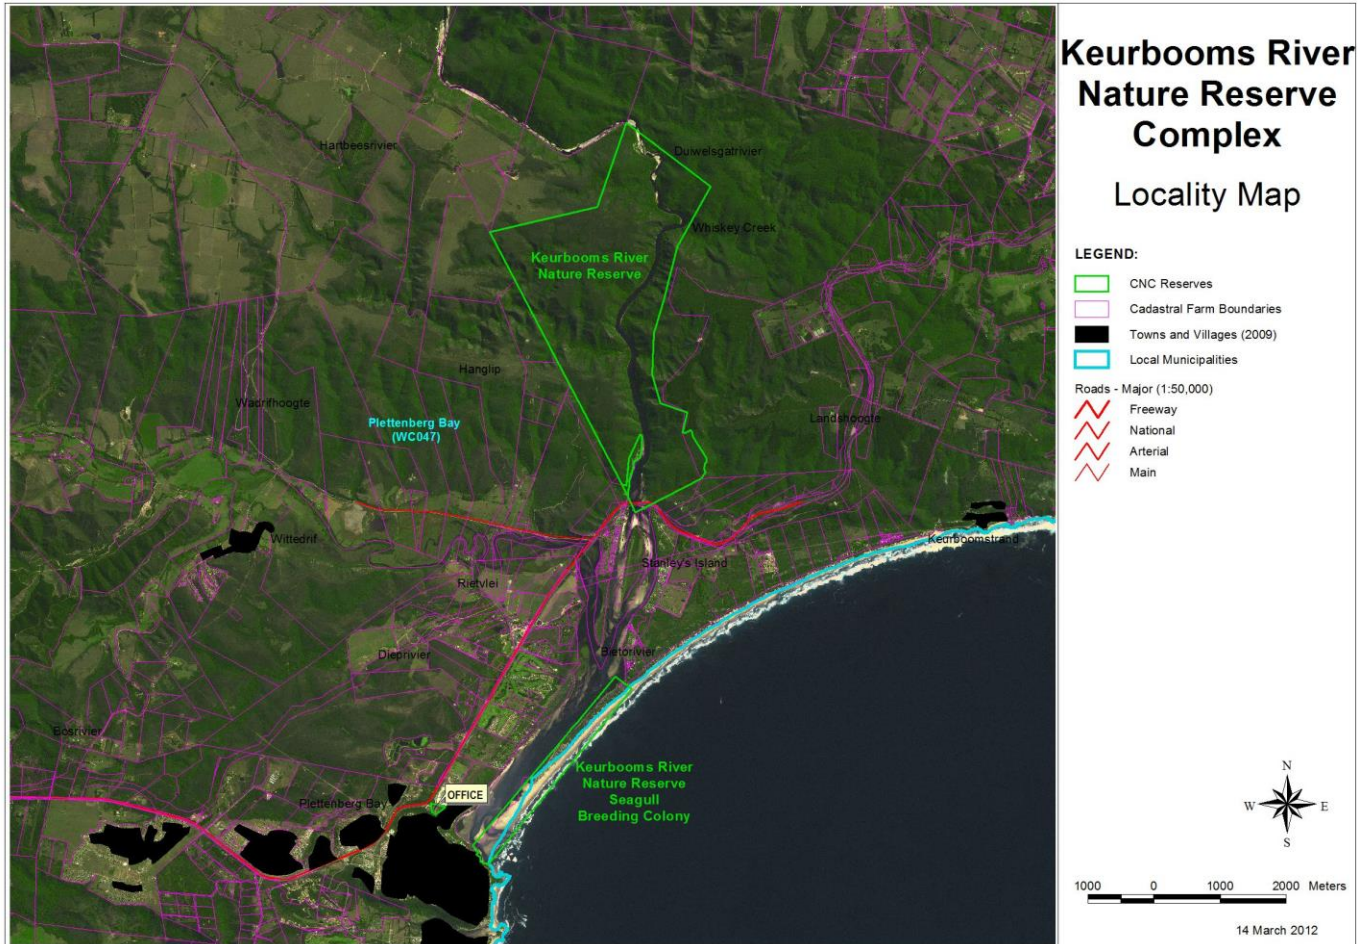 Keurbooms River
Nature Reserve
Complex
Locality Map
LEGEND:
CNC Reserves
Cadastral Farm Boundaries
Towns and Villages (2009)
Local Municipalities
Roads - Major (1:50,000)
Freeway
National
Arterial
Main
N
W E
S
1000 0 1000 2000 Meters
14 March 2012
Hartbeesrivier
Duiwelsgatrivier
Whiskey Creek
Keurbooms River
Nature Reserve
Hanglip
Wadrifhoogte
Plettenberg Bay
(WC047)
Landshoogte
Wittedrif
Keurboomstrand
Stanley's Island
Rietvlei
Dieprivier
Bietorivier
Bosrivier
Keurbooms River
Nature Reserve
Seagull
Breeding Colony
OFFICE
Plettenberg Bay